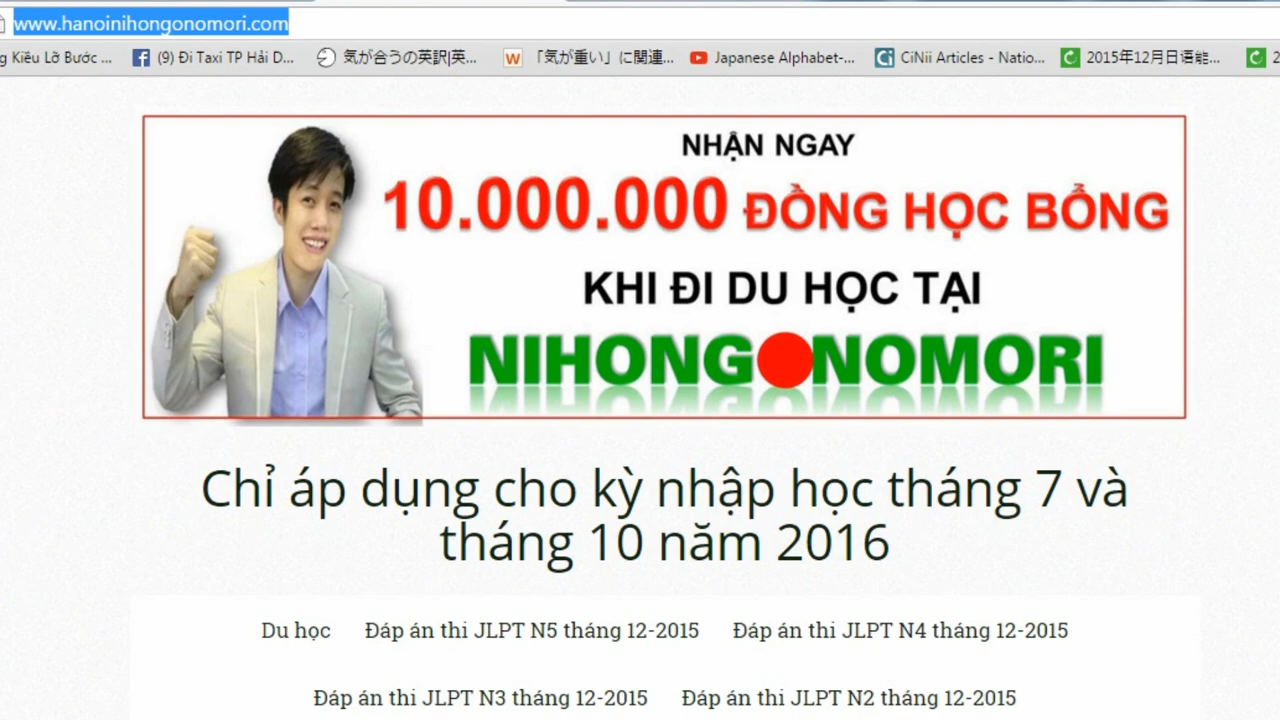 www.hanoinihongonomori.com
g Kiều Lỡ Bước ...
(9) Đi Taxi TP Hải D...
気が合うの英訳|英...
「気が重い」に関連...
Japanese Alphabet-...
CiNii Articles - Natio...
2015年12月日语能...
2
NHẬN NGAY
10.000.000 ĐỒNG HỌC BỔNG
KHI ĐI DU HỌC TẠI
NIHONGONOMORI
Chỉ áp dụng cho kỳ nhập học tháng 7 và
tháng 10 năm 2016
Du học Đáp án thi JLPT N5 tháng 12-2015 Đáp án thi JLPT N4 tháng 12-2015
Đáp án thi JLPT N3 tháng 12-2015 Đáp án thi JLPT N2 tháng 12-2015